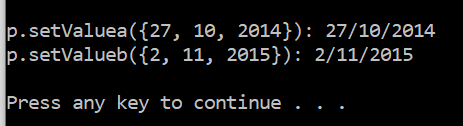 p.setValuea({27, 10, 2014}): 27/10/2014
p.setValueb({2, 11, 2015}): 2/11/2015
Press any key to continue . . .